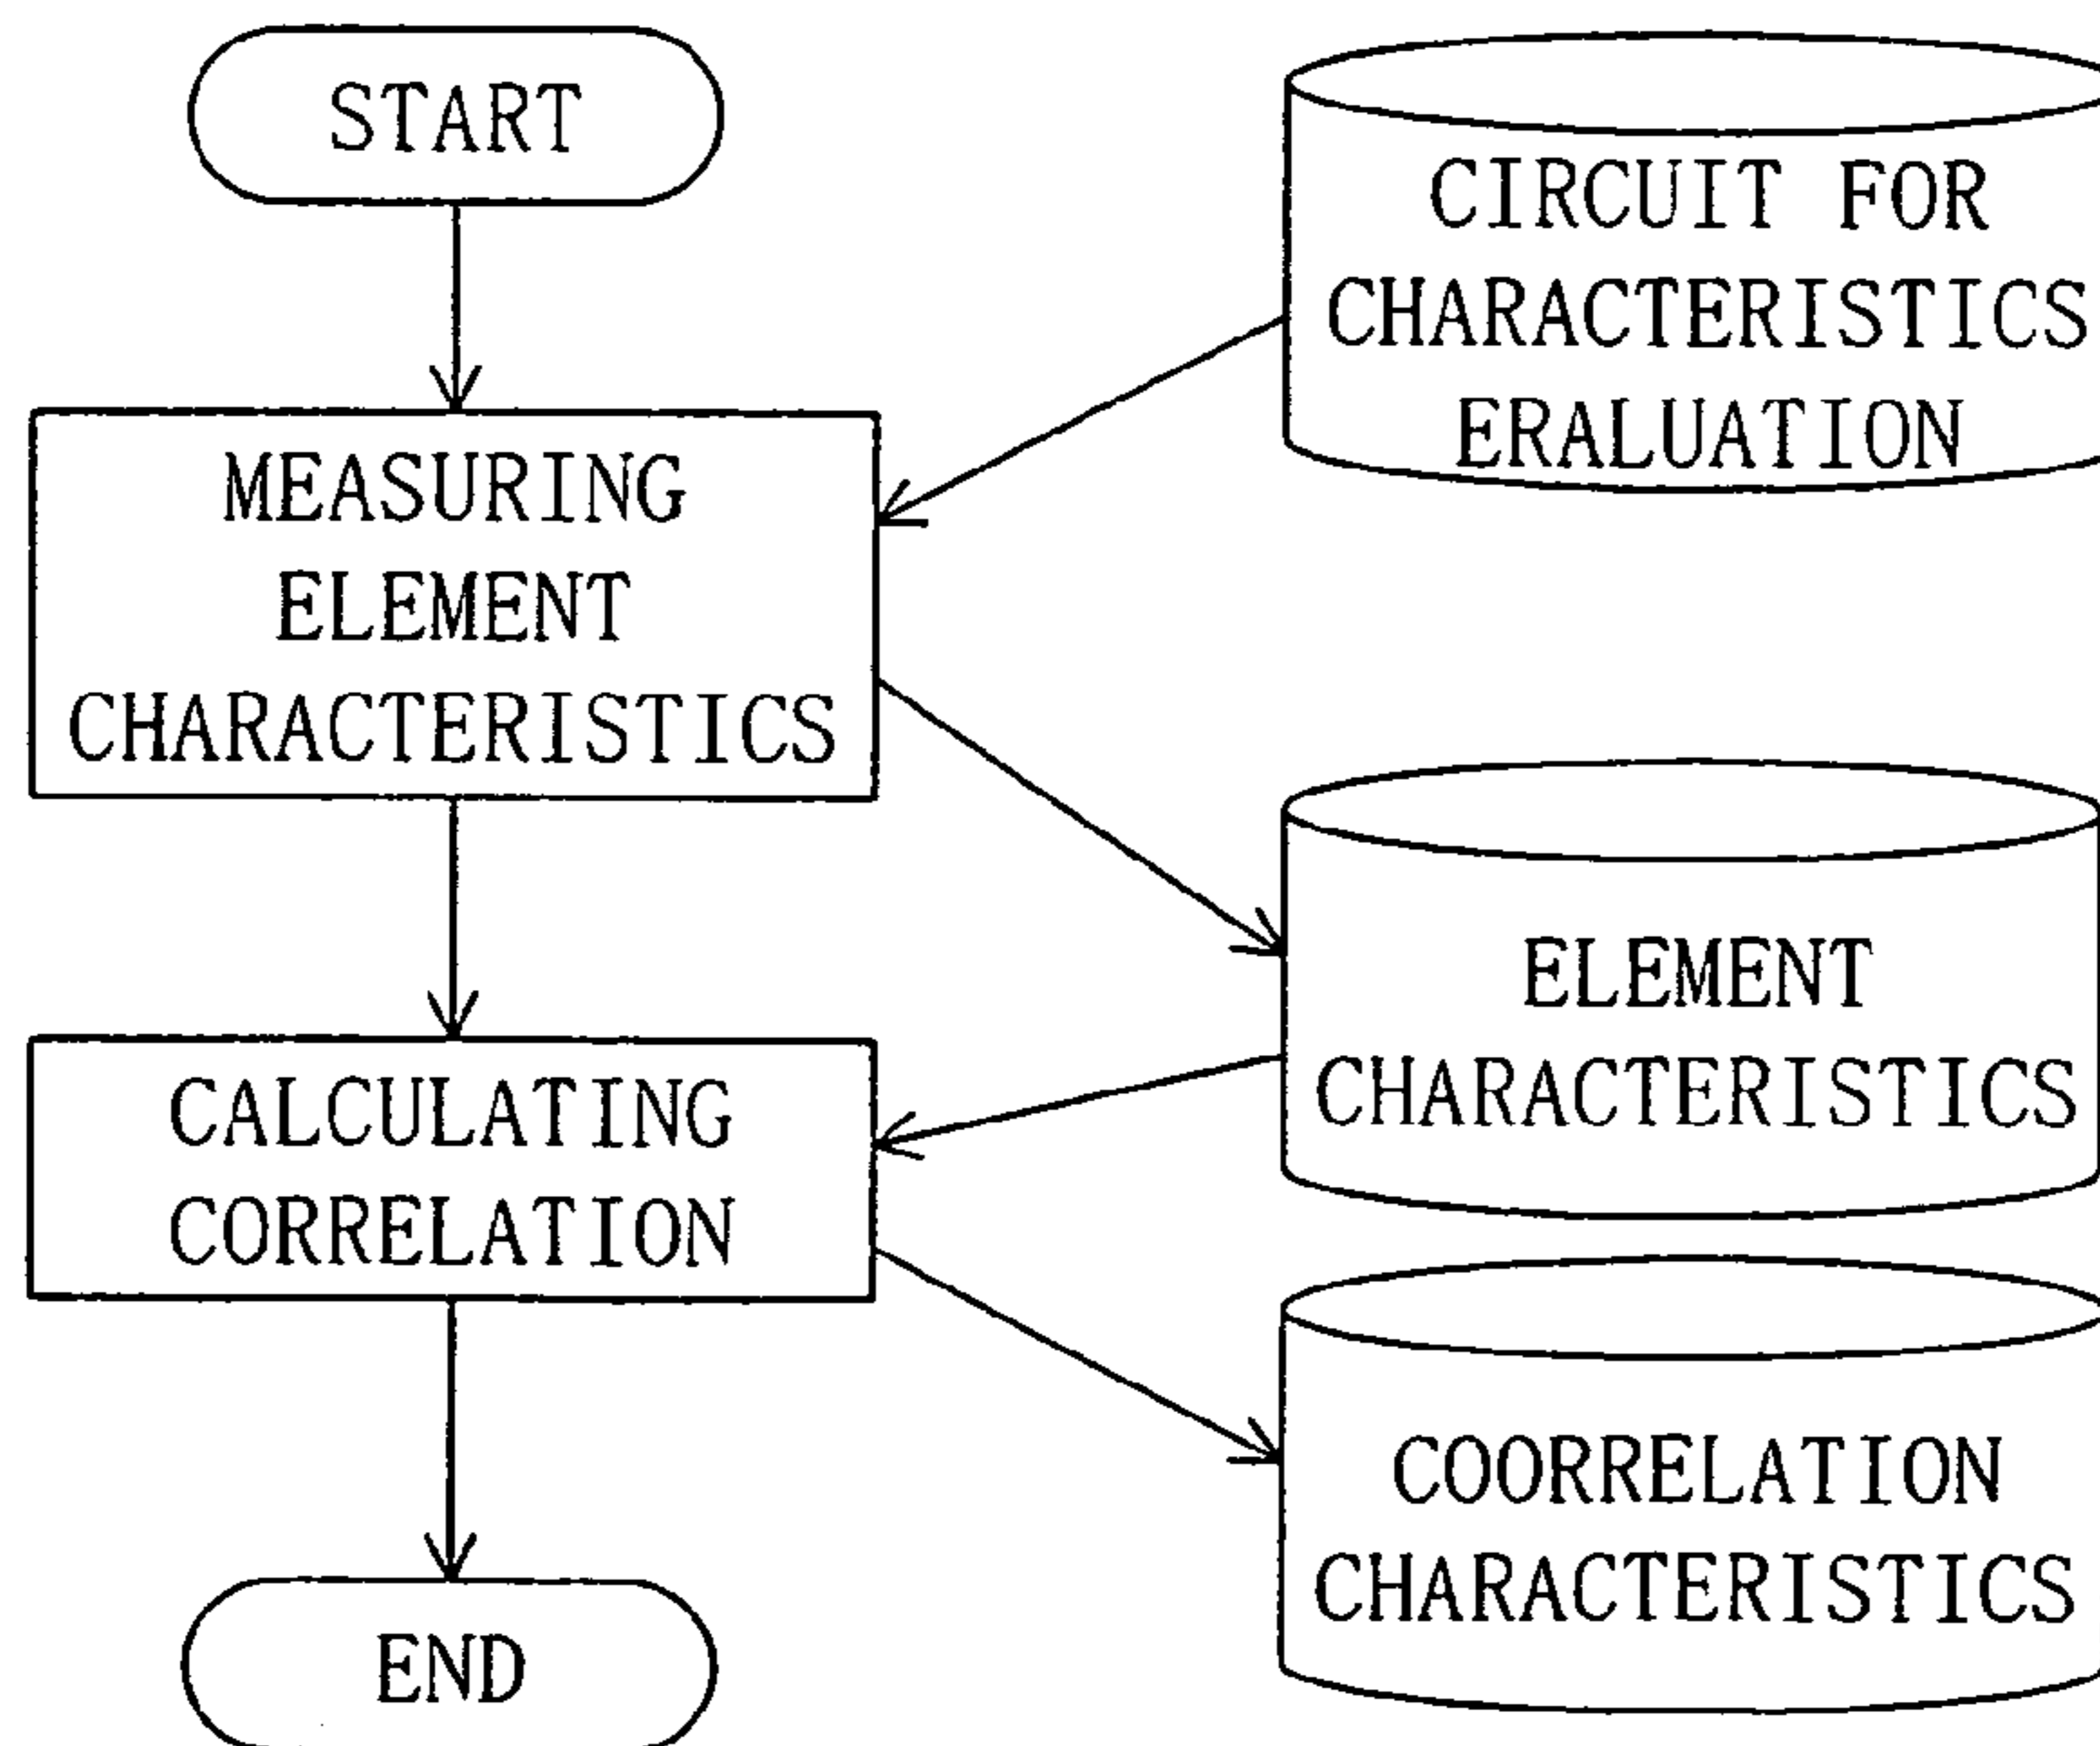 START
CIRCUIT FOR
CHARACTERISTICS
ERALUATION
MEASURING
ELEMENT
CHARACTERISTICS
ELEMENT
CHARACTERISTICS
CALCULATING
CORRELATION
COORRELATION
CHARACTERISTICS
END